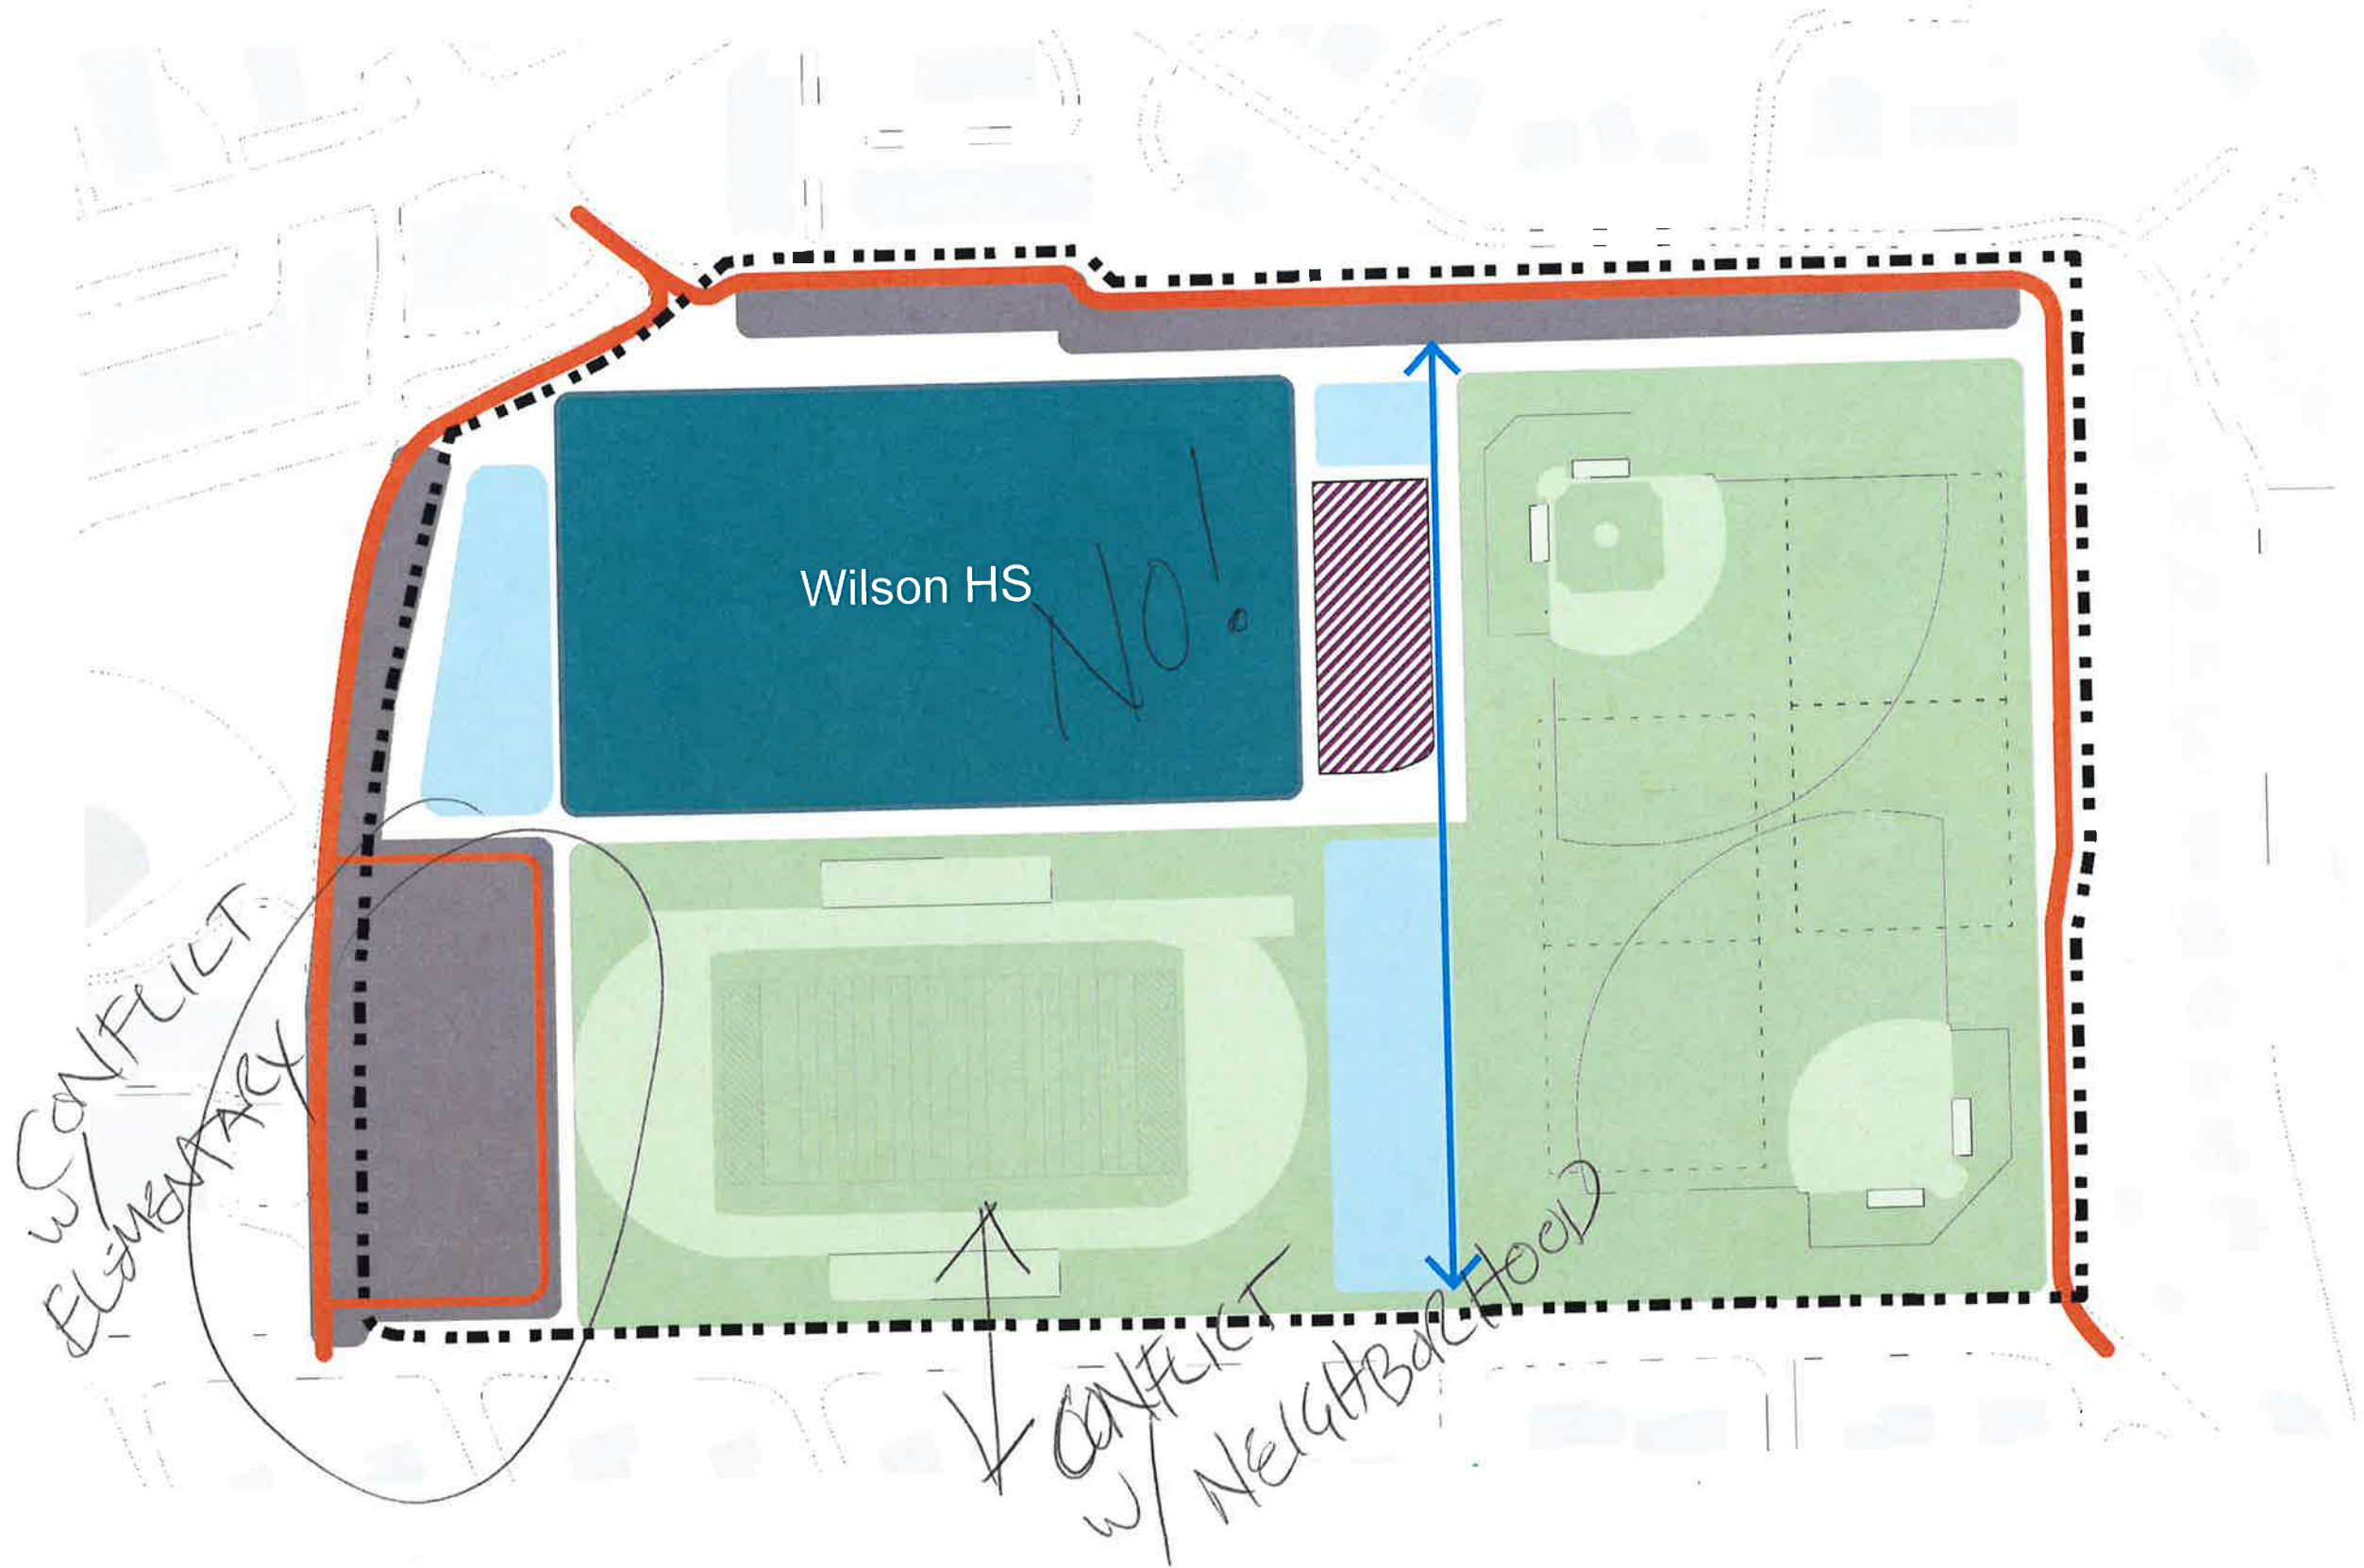 Wilson HS
NO!
CONFLICT
W/
ELEMENTARY
CONFLICT
W/
NEIGHBORHOOD